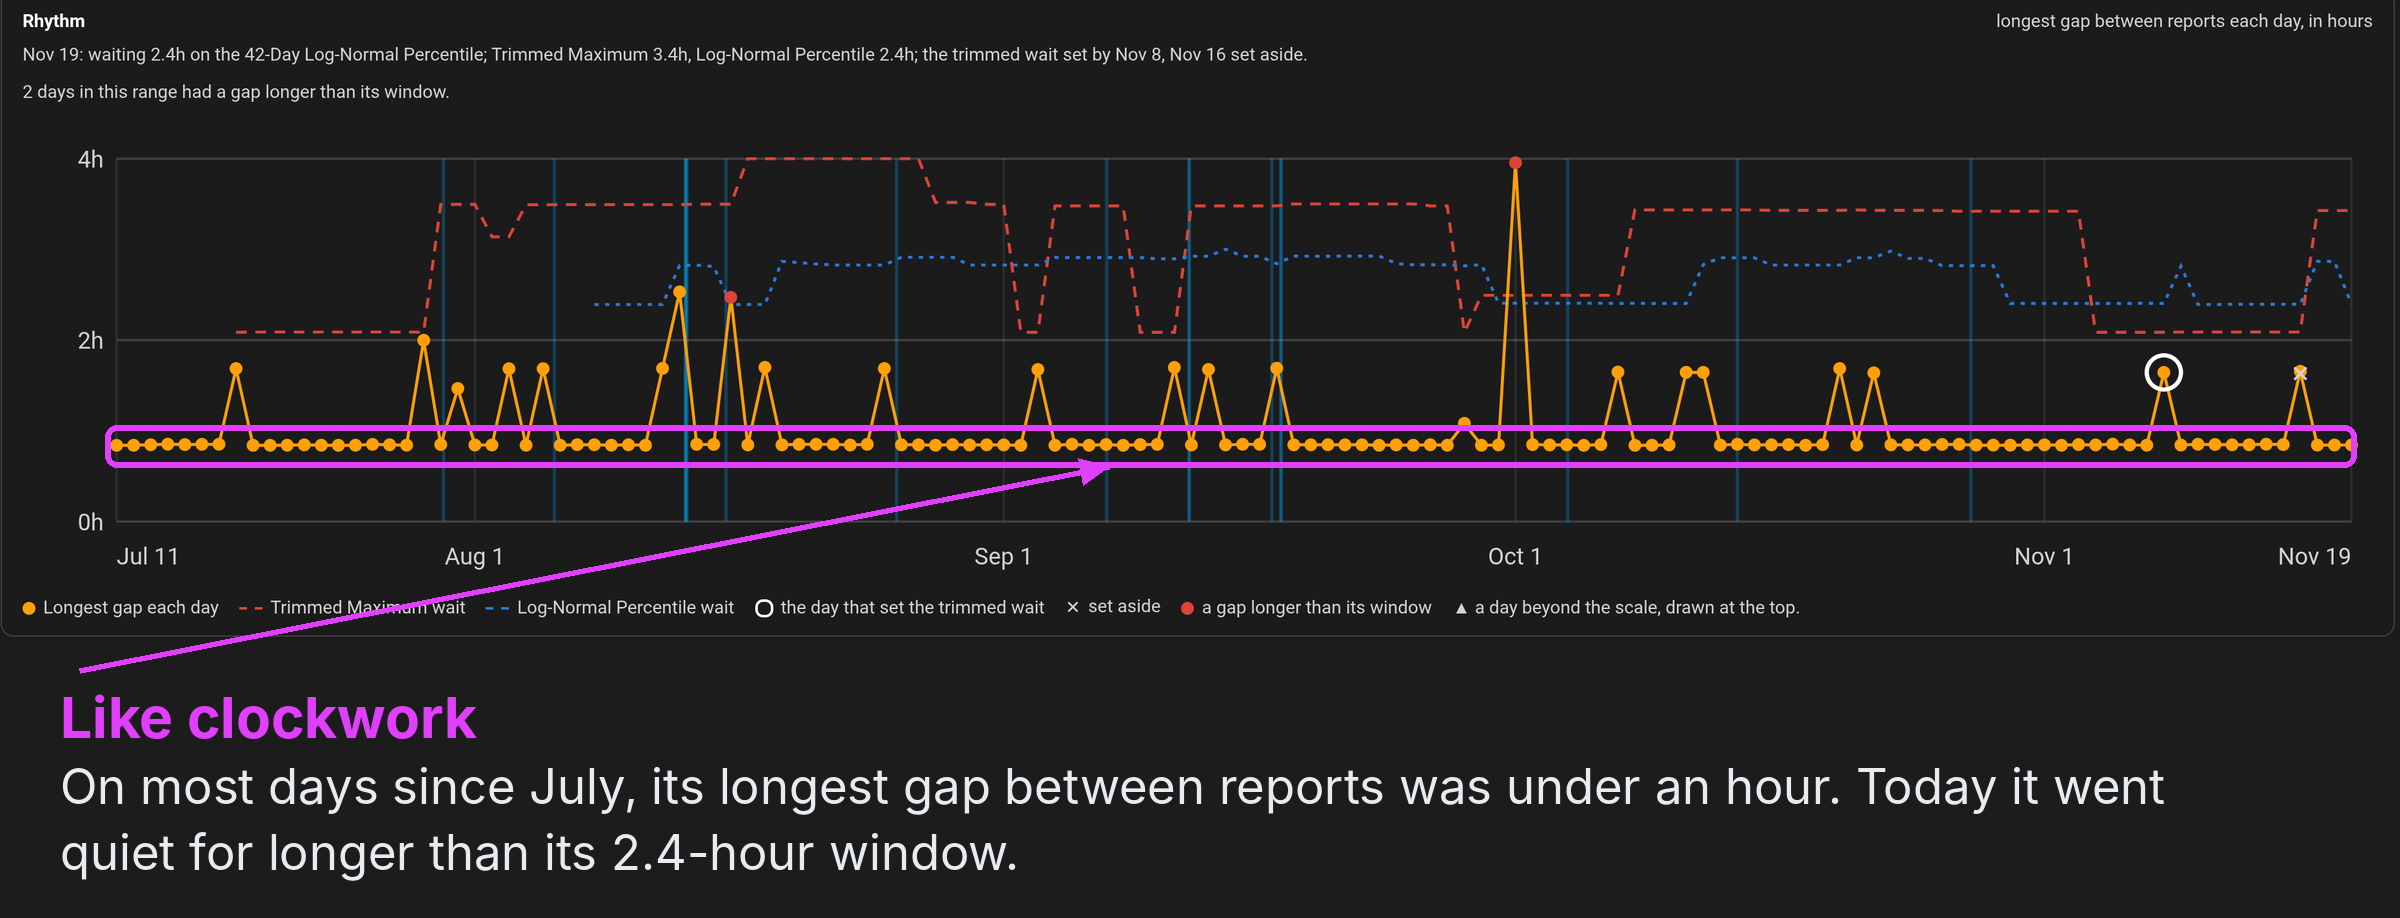 Rhythm
longest gap between reports each day, in hours
Nov 19: waiting 2.4h on the 42-Day Log-Normal Percentile; Trimmed Maximum 3.4h, Log-Normal Percentile 2.4h; the trimmed wait set by Nov 8, Nov 16 set aside.
2 days in this range had a gap longer than its window.
4h
2h
0h
Jul 11
Aug 1
Sep 1
Oct 1
Nov 1
Nov 19
Longest gap each day
Trimmed Maximum wait
Log-Normal Percentile wait
the day that set the trimmed wait
set aside
a gap longer than its window
a day beyond the scale, drawn at the top.
Like clockwork
On most days since July, its longest gap between reports was under an hour. Today it went
quiet for longer than its 2.4-hour window.